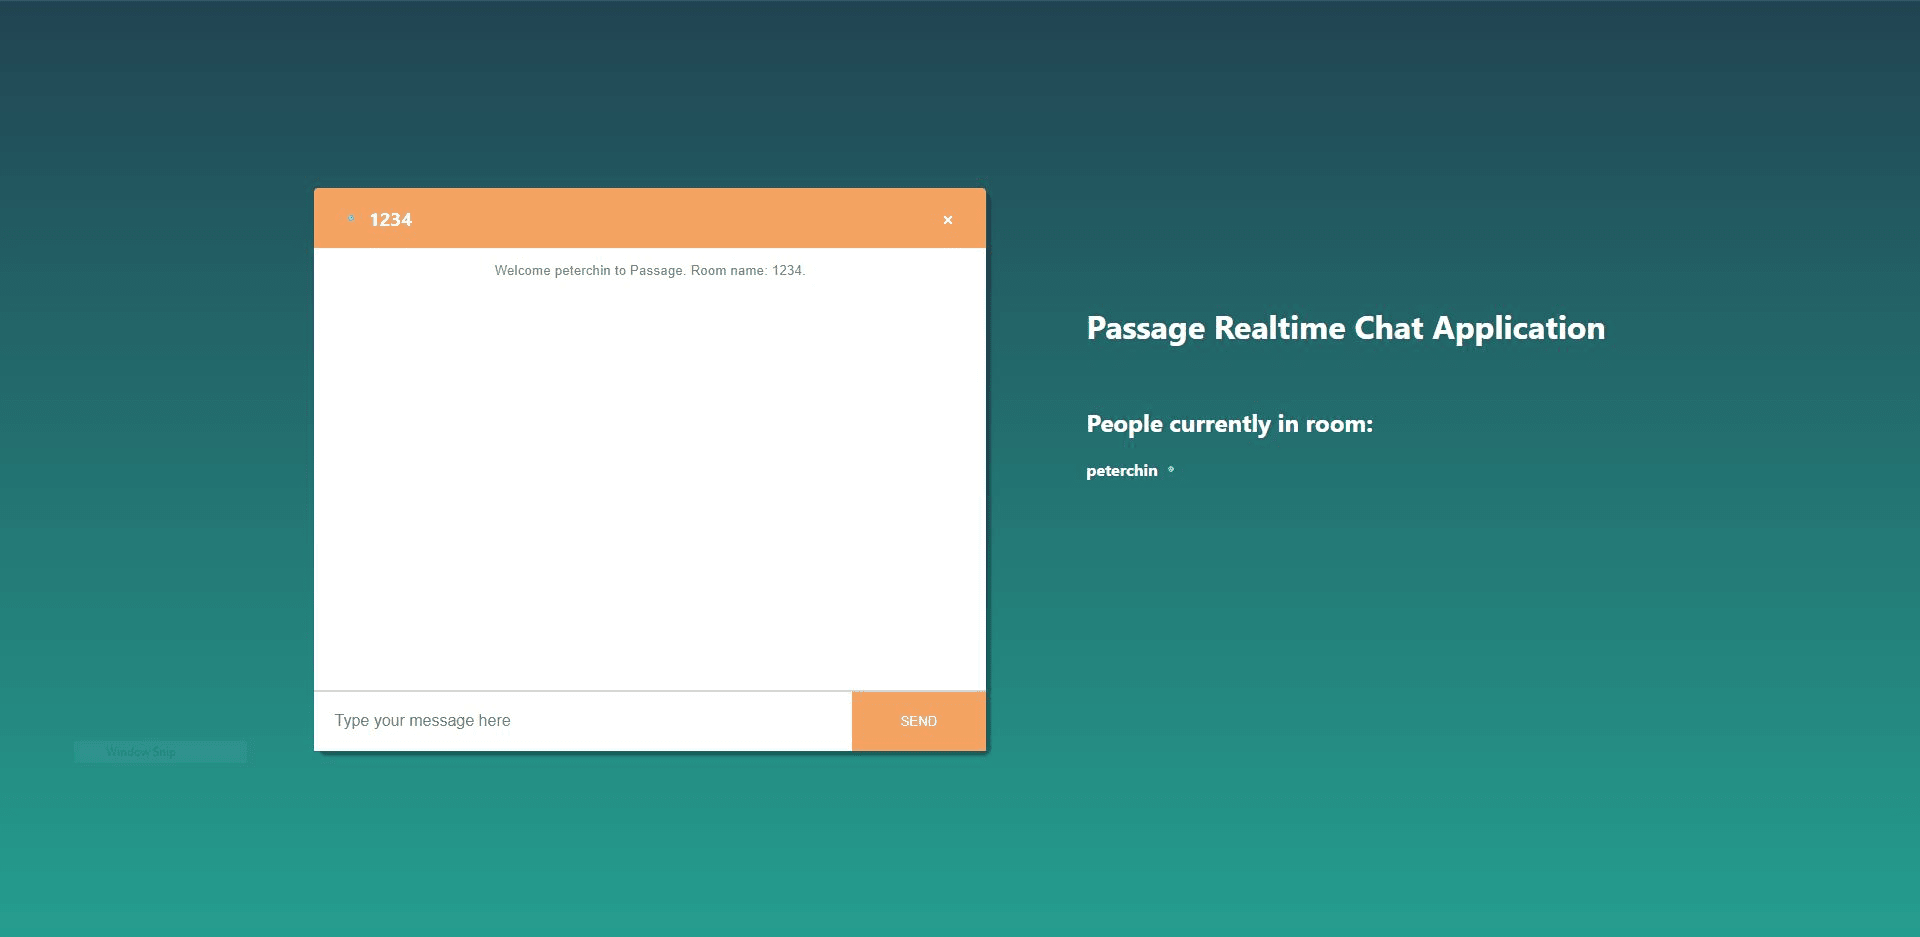 1234
×
Welcome peterchin to Passage. Room name: 1234.
Type your message here
SEND
Passage Realtime Chat Application
People currently in room:
peterchin
Window Snip